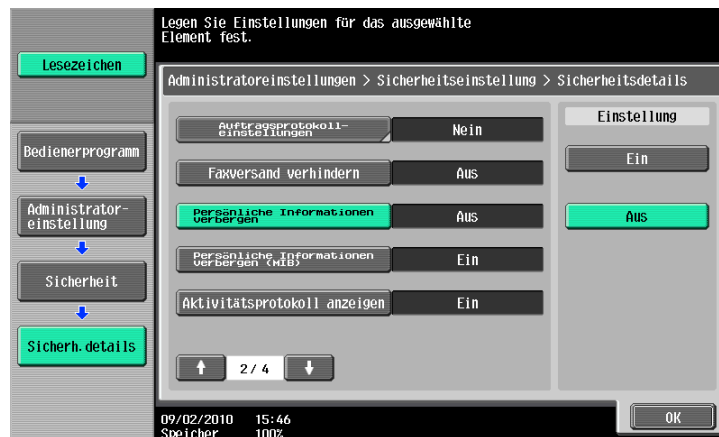 Legen Sie Einstellungen für das ausgewählte
Element fest.
Lesezeichen
Administratoreinstellungen > Sicherheitseinstellung > Sicherheitsdetails
Bedienerprogramm
Administrator-
einstellung
Sicherheit
Sicherh.details
Auftragsprotokoll-
einstellungen
Nein
Faxversand verhindern
Aus
Persönliche Informationen
verbergen
Aus
Persänliche Informationen
verbergen (MIB)
Ein
Aktivitätsprotokoll anzeigen
Ein
2/ 4
Einstellung
Ein
Aus
OK
09/02/2010 15:46
Speicher 100%